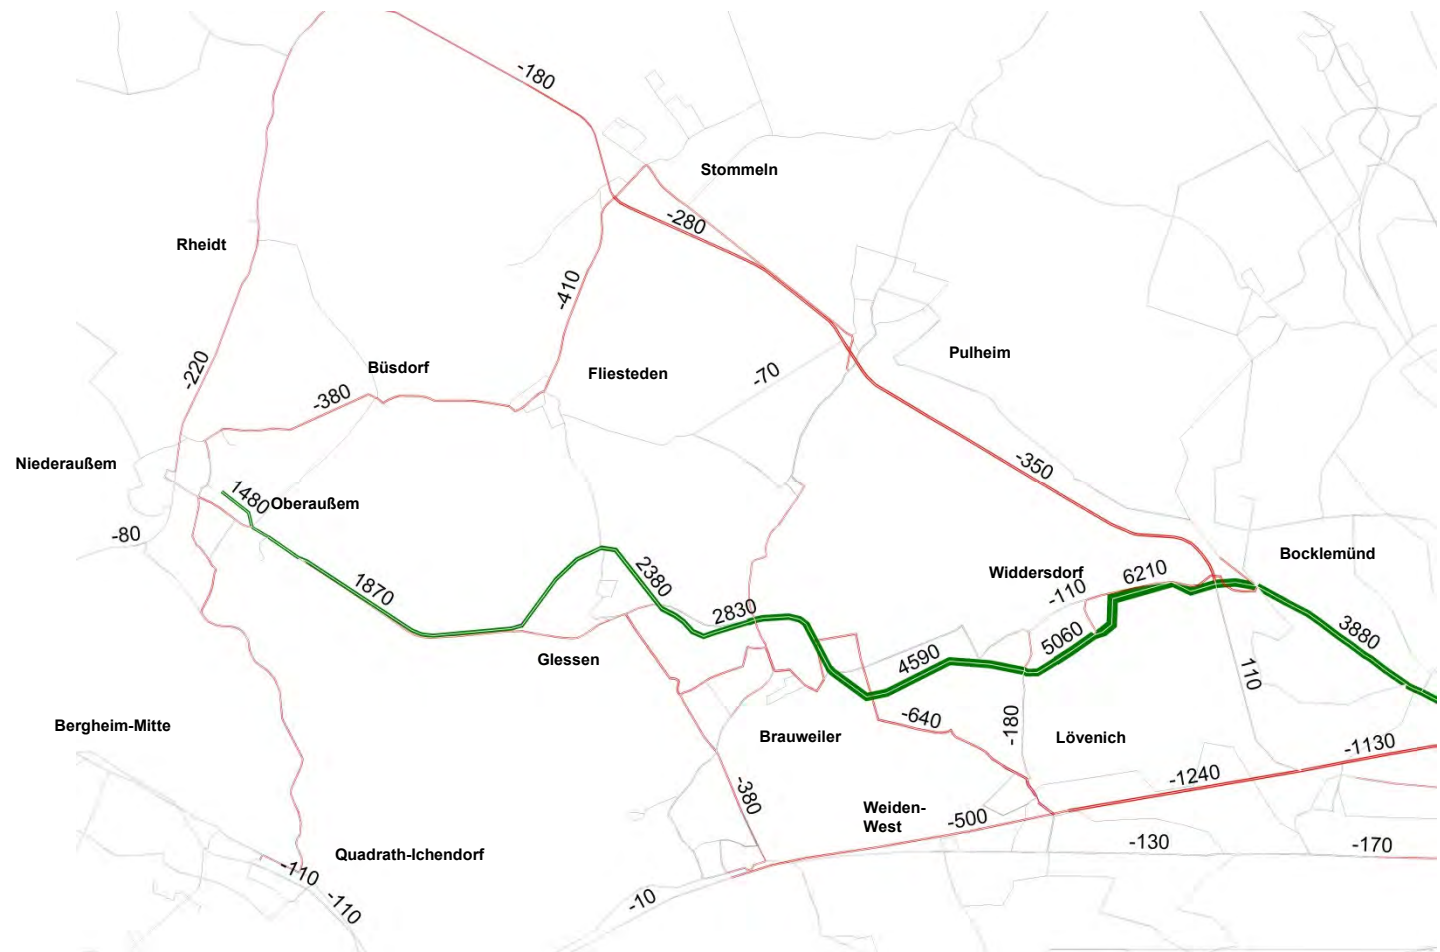 -180
Stommeln
-280
Rheidt
-410
-220
Büsdorf
-380
Fliesteden
-70
Pulheim
Niederaußem
-350
1480
Oberaußem
-80
Bocklemünd
1870
2380
Widdersdorf
6210
-110
2830
3880
5060
Glessen
4590
110
Bergheim-Mitte
-640
-180
Brauweiler
Lövenich
-1130
-1240
-380
Weiden-
West
-500
-130
-170
Quadrath-Ichendorf
-110
-110
-10